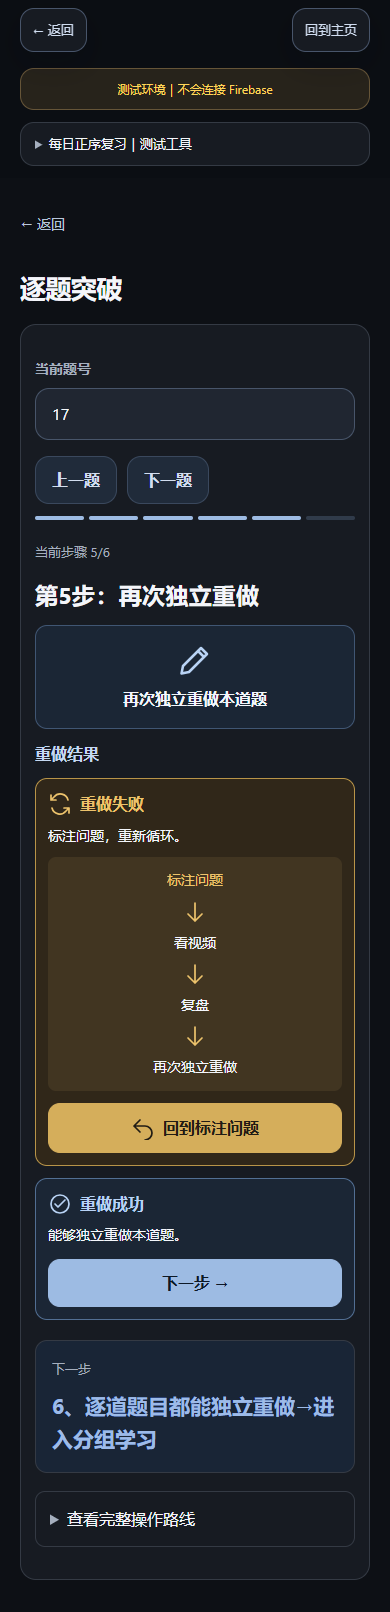 ← 返回
回到主页
测试环境 | 不会连接 Firebase
▶ 每日正序复习 | 测试工具
← 返回
逐题突破
当前题号
17
上一题
下一题
当前步骤 5/6
第5步：再次独立重做
再次独立重做本道题
重做结果
重做失败
标注问题，重新循环。
标注问题
↓
看视频
↓
复盘
↓
再次独立重做
回到标注问题
重做成功
能够独立重做本道题。
下一步 →
下一步
6、逐道题目都能独立重做→进
入分组学习
▶ 查看完整操作路线